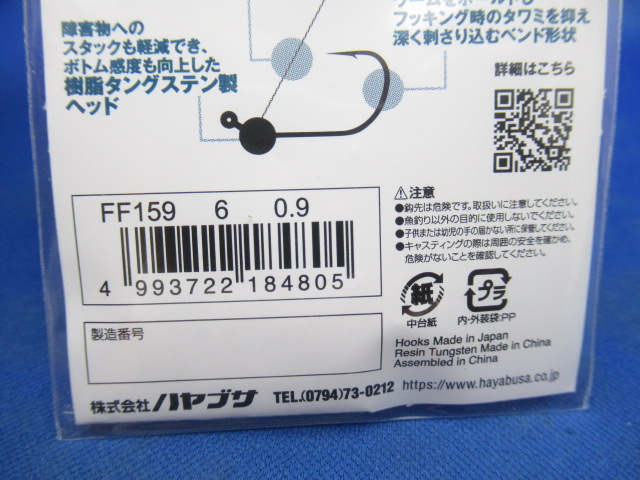 障害物への
スタックも軽減でき、
ボトム感度も向上した
樹脂タングステン製
ヘッド
フッキング時のタワミを抑え
深く刺さり込むベンド形状
詳細はこちら
FF159 6 0.9
4 993722 184805
製造番号
⚠注意
●鈎先は危険です。取扱いに注意してください。
●魚釣り以外の目的に使用しないでください。
●子供または幼児の手の届かない所に保管してください。
●キャスティングの際は周囲の安全を確かめ、
危険がないことを確認してください。
紙
中台紙
プラ
内・外装袋:PP
Hooks Made in Japan
Resin Tungsten Made in China
Assembled in China
株式会社ハヤブサ TEL.(0794)73-0212 https://www.hayabusa.co.jp